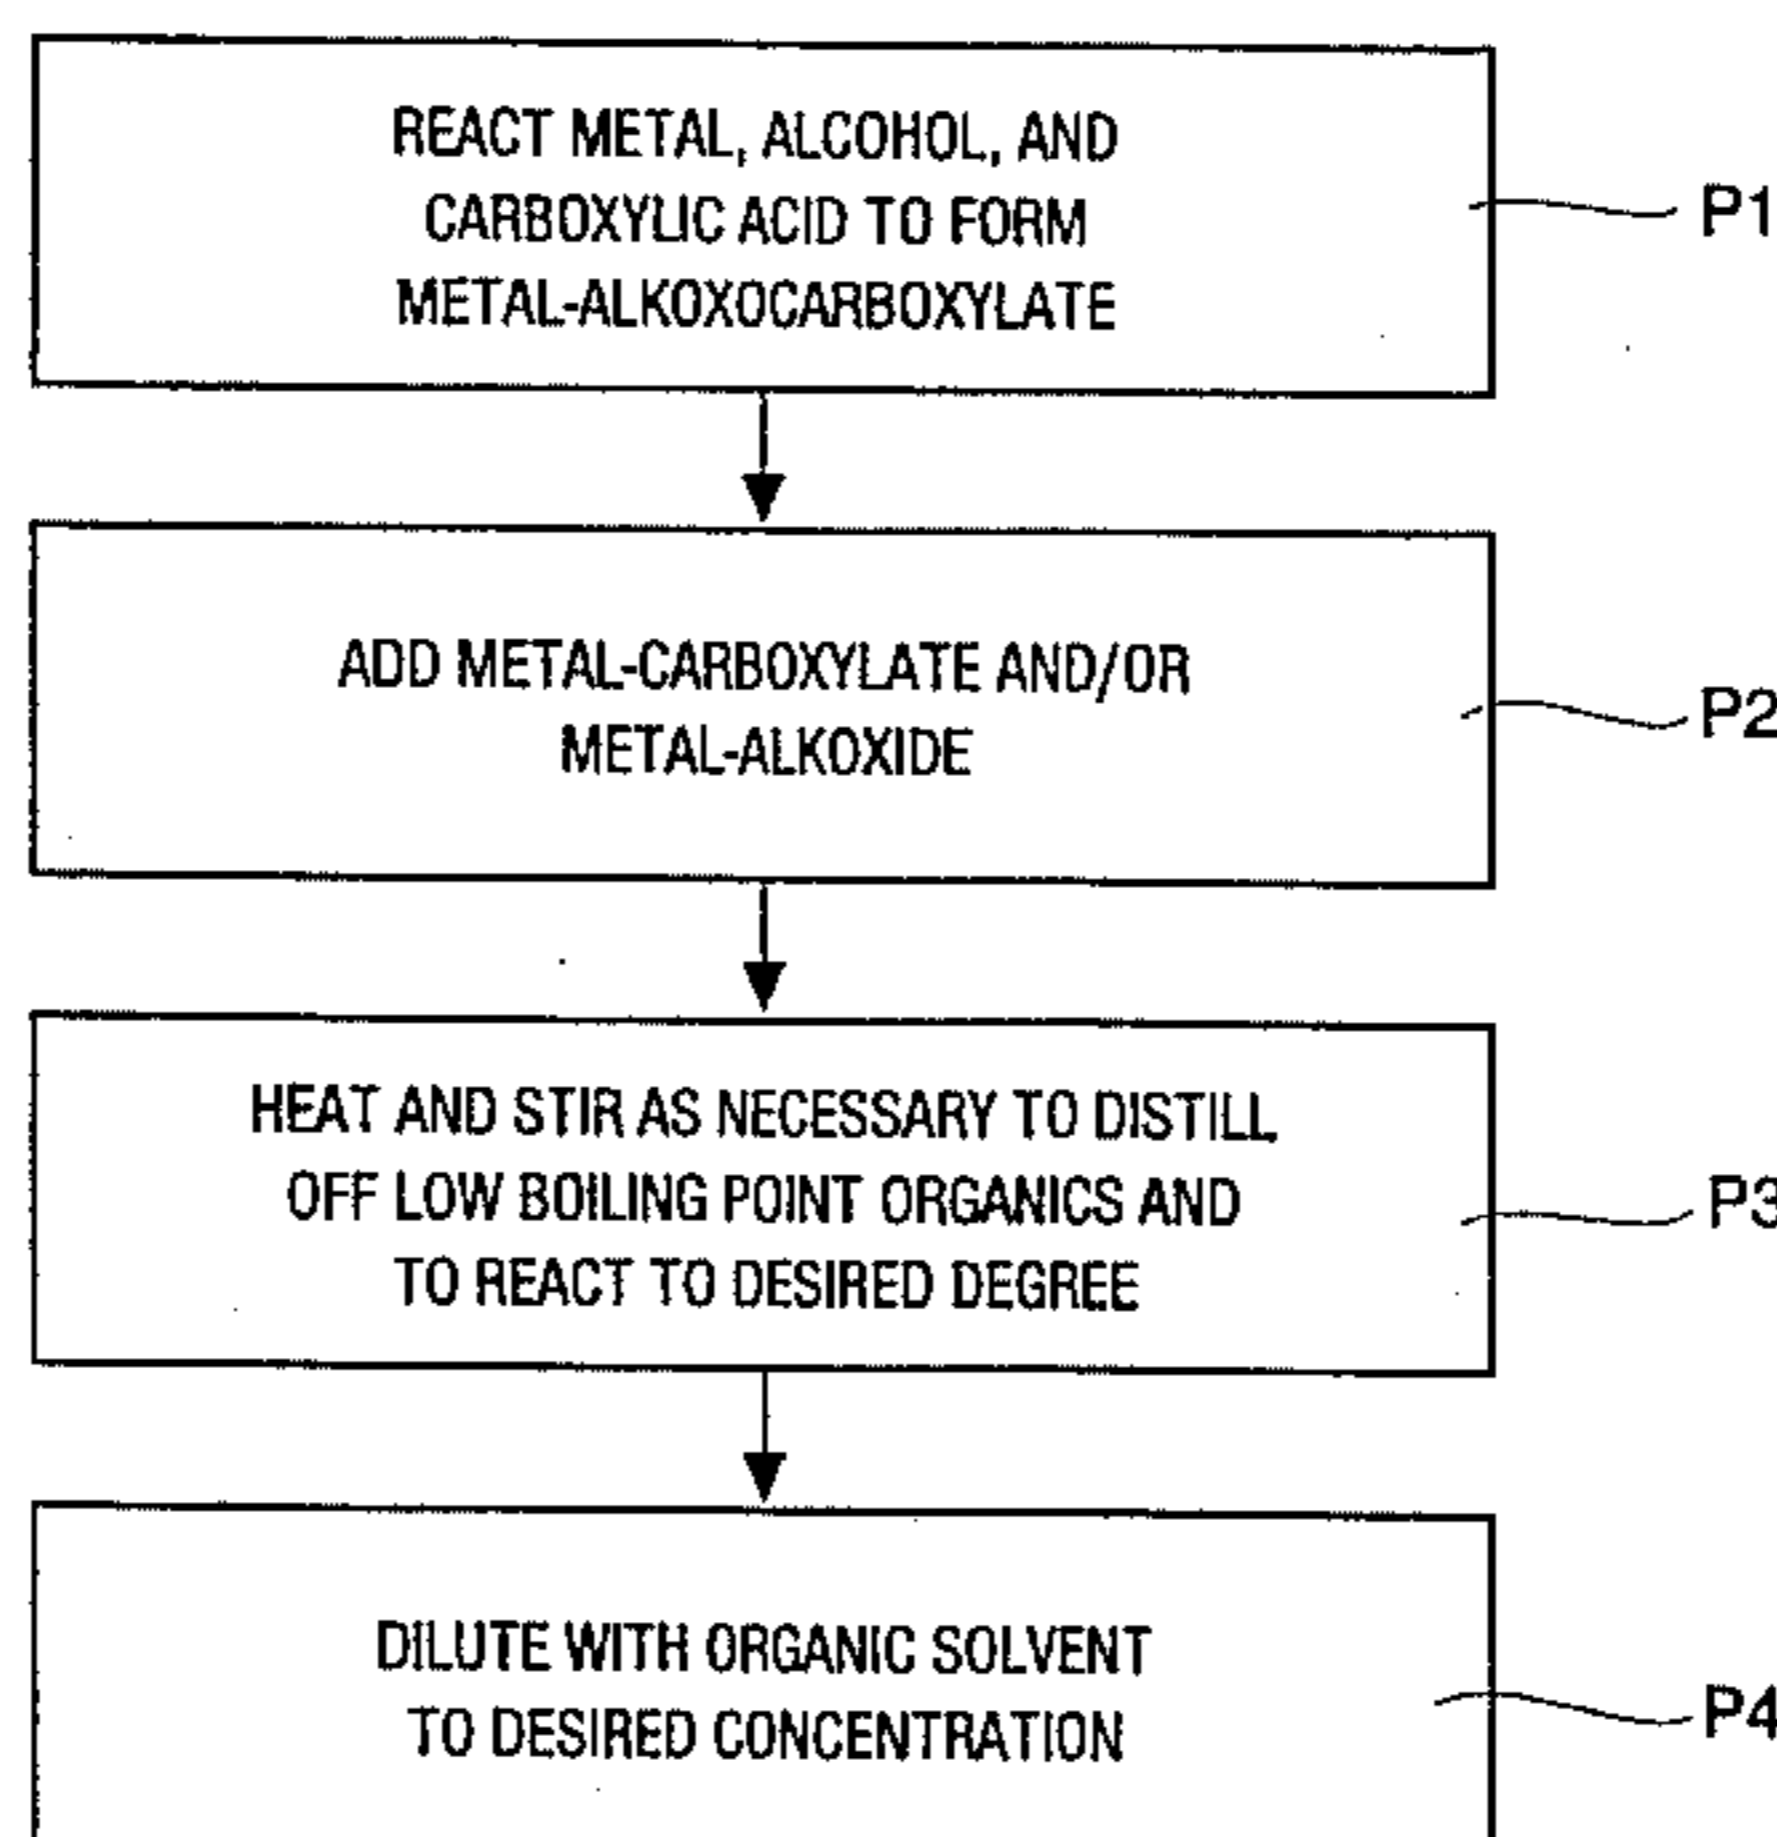 REACT METAL, ALCOHOL, AND
CARBOXYLIC ACID TO FORM
METAL-ALKOXOCARBOXYLATE
P1
ADD METAL-CARBOXYLATE AND/OR
METAL-ALKOXIDE
P2
HEAT AND STIR AS NECESSARY TO DISTILL
OFF LOW BOILING POINT ORGANICS AND
TO REACT TO DESIRED DEGREE
P3
DILUTE WITH ORGANIC SOLVENT
TO DESIRED CONCENTRATION
P4